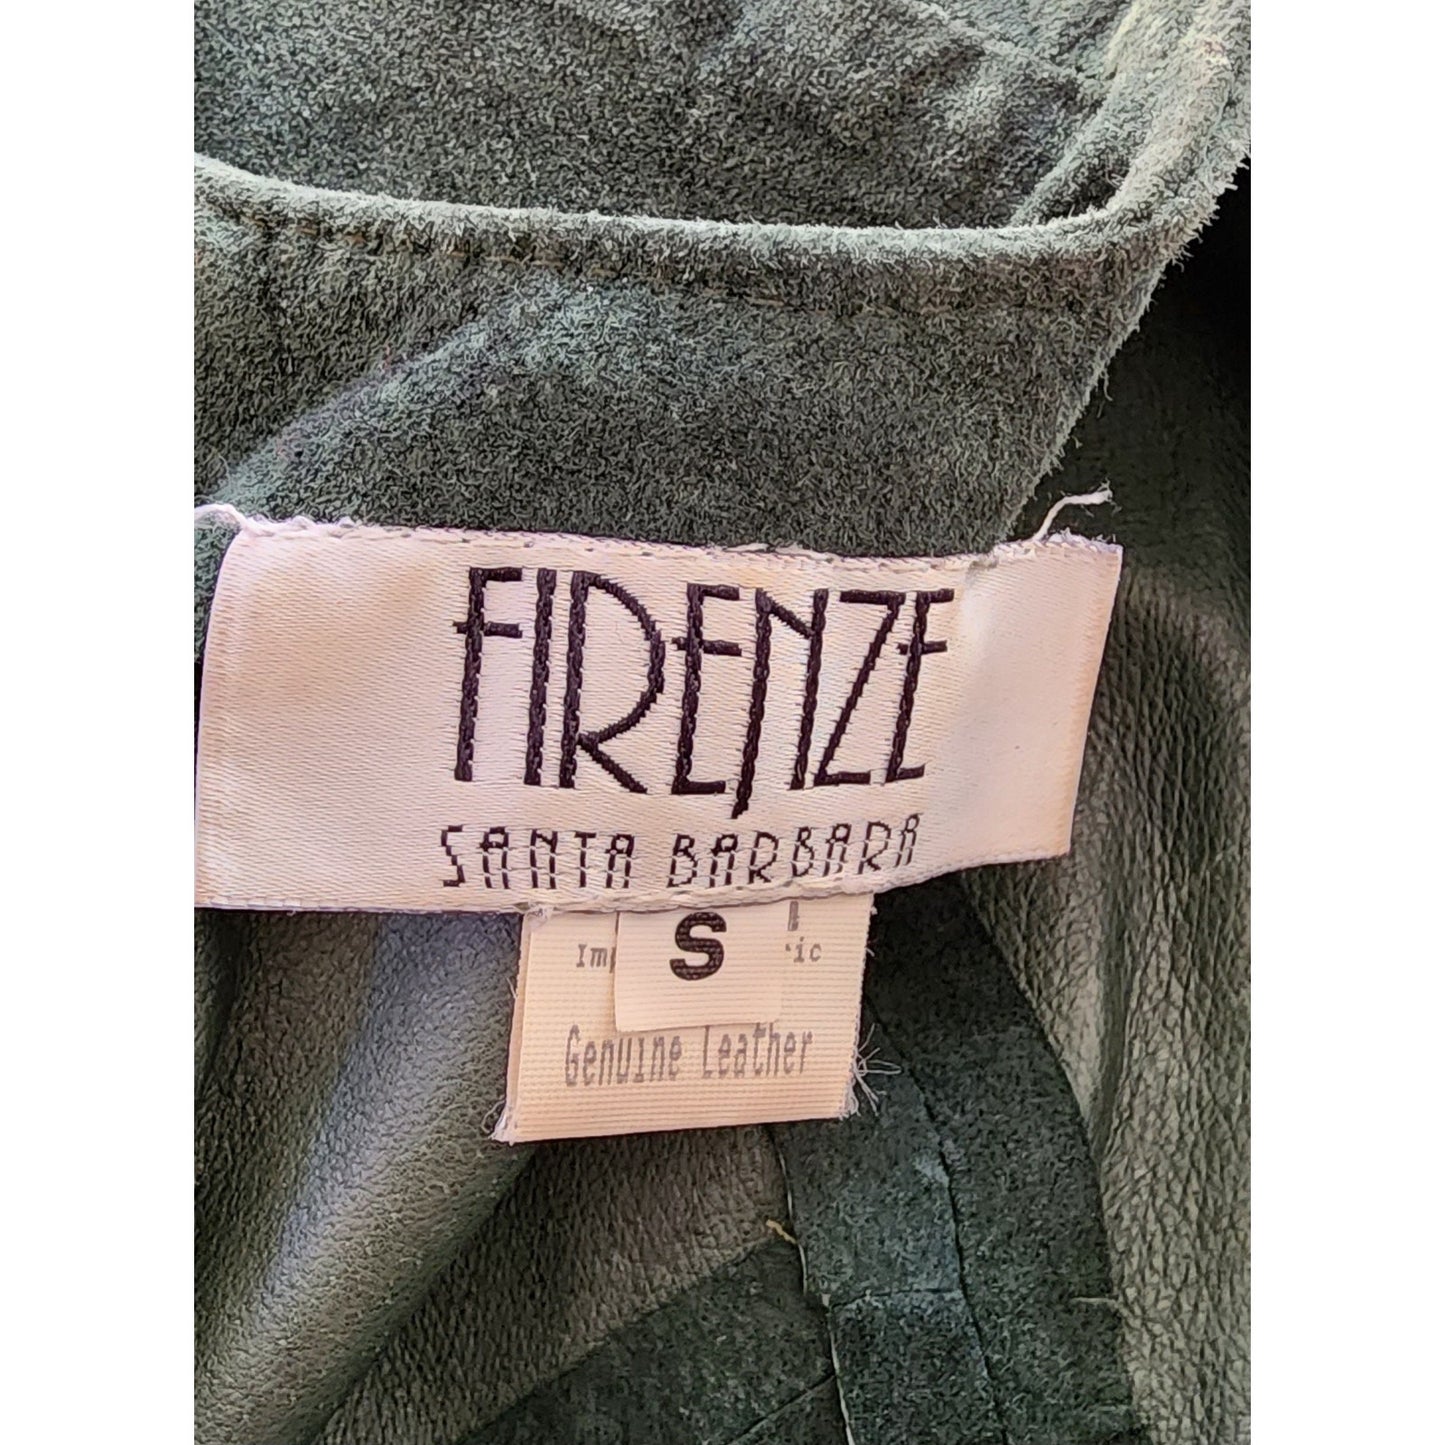 FIRENZE
SANTA BARBARA
S
Genuine Leather